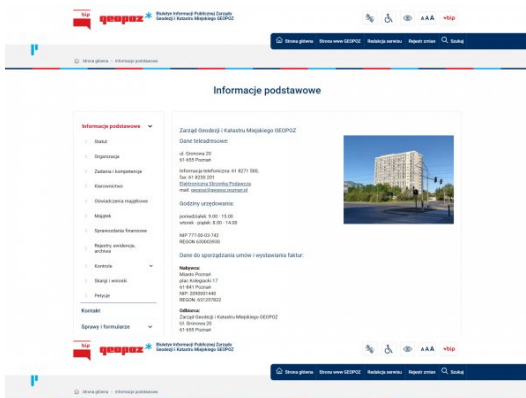 bip
geopoz
Biuletyn Informacji Publicznej Zarządu
Geodezji i Katastru Miejskiego GEOPOZ
A A A
bip
Strona główna Strona www GEOPOZ Redakcja serwisu Rejestr zmian Szukaj
Strona główna › Informacje podstawowe
Informacje podstawowe
Informacje podstawowe
Statut
Organizacja
Zadania i kompetencje
Kierownictwo
Oświadczenia majątkowe
Majątek
Sprawozdania finansowe
Rejestry, ewidencje,
archiwa
Kontrola
Skargi i wnioski
Petycje
Kontakt
Sprawy i formularze
Zarząd Geodezji i Katastru Miejskiego GEOPOZ
Dane teleadresowe:
ul. Gronowa 20
61-655 Poznań
Informacja telefoniczna: 61 8271 500,
fax: 61 8230 201
Elektroniczna Skrzynka Podawcza
mail: geopoz@geopoz.poznan.pl
Godziny urzędowania:
poniedziałek: 9.00 - 15.00
wtorek - piątek: 8.00 - 14.00
NIP 777-00-02-742
REGON 630003930
Dane do sporządzania umów i wystawiania faktur:
Nabywca:
Miasto Poznań
plac Kolegiacki 17
61-841 Poznań
NIP: 2090001440
REGON: 631257822
Odbiorca:
Zarząd Geodezji i Katastru Miejskiego GEOPOZ
Ul. Gronowa 20
61-655 Poznań
bip
geopoz
Biuletyn Informacji Publicznej Zarządu
Geodezji i Katastru Miejskiego GEOPOZ
A A A
bip
Strona główna Strona www GEOPOZ Redakcja serwisu Rejestr zmian Szukaj
Strona główna › Informacje podstawowe